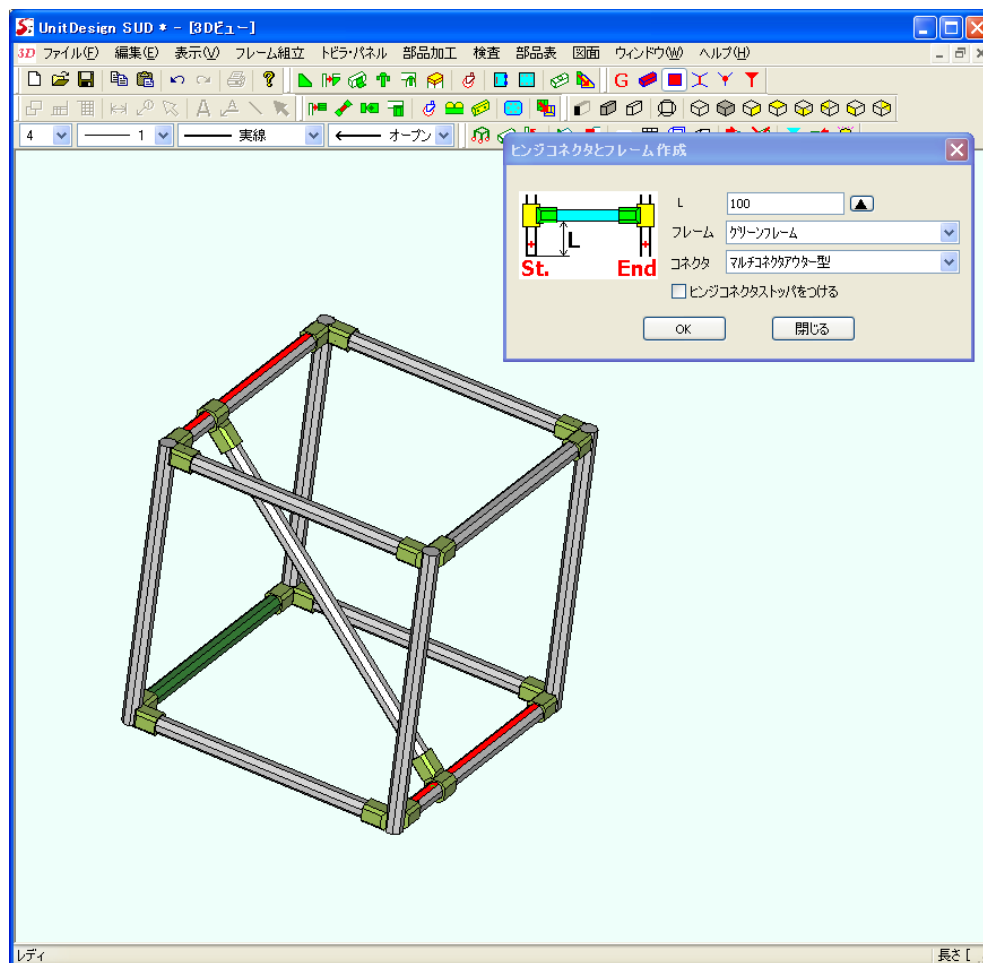 UnitDesign SUD * - [3Dビュー]
3D ファイル(F) 編集(E) 表示(V) フレーム組立 トビラ・パネル 部品加工 検査 部品表 図面 ウィンドウ(W) ヘルプ(H)
G
A A
4 1 実線 オープン
ヒンジコネクタとフレーム作成
L 100
フレーム グリーンフレーム
コネクタ マルチコネクタアウター型
L
St. End
ヒンジコネクタストッパをつける
OK 閉じる
レディ 長さ [